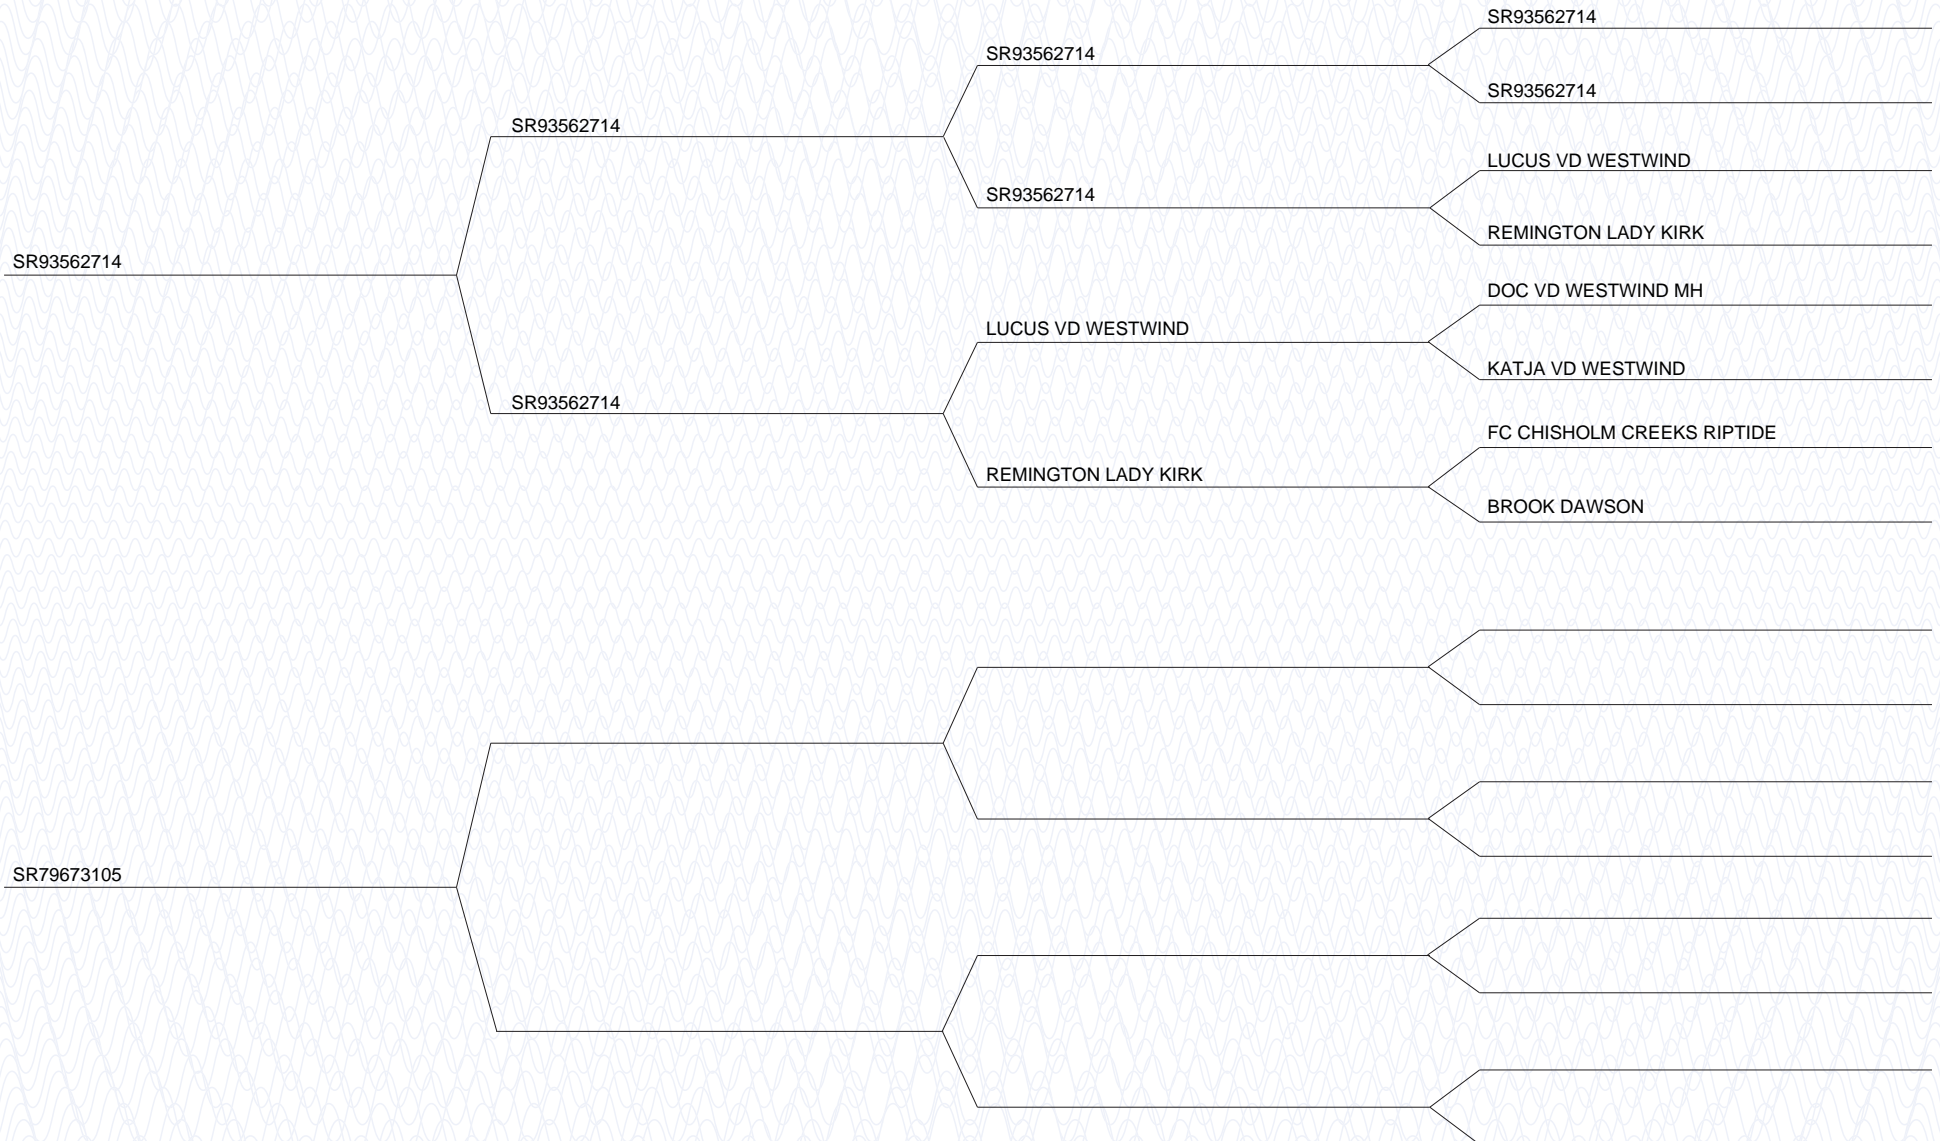 SR93562714
SR93562714
SR93562714
SR93562714
SR93562714
LUCUS VD WESTWIND
SR93562714
REMINGTON LADY KIRK
SR93562714
DOC VD WESTWIND MH
LUCUS VD WESTWIND
KATJA VD WESTWIND
SR93562714
FC CHISHOLM CREEKS RIPTIDE
REMINGTON LADY KIRK
BROOK DAWSON
SR79673105